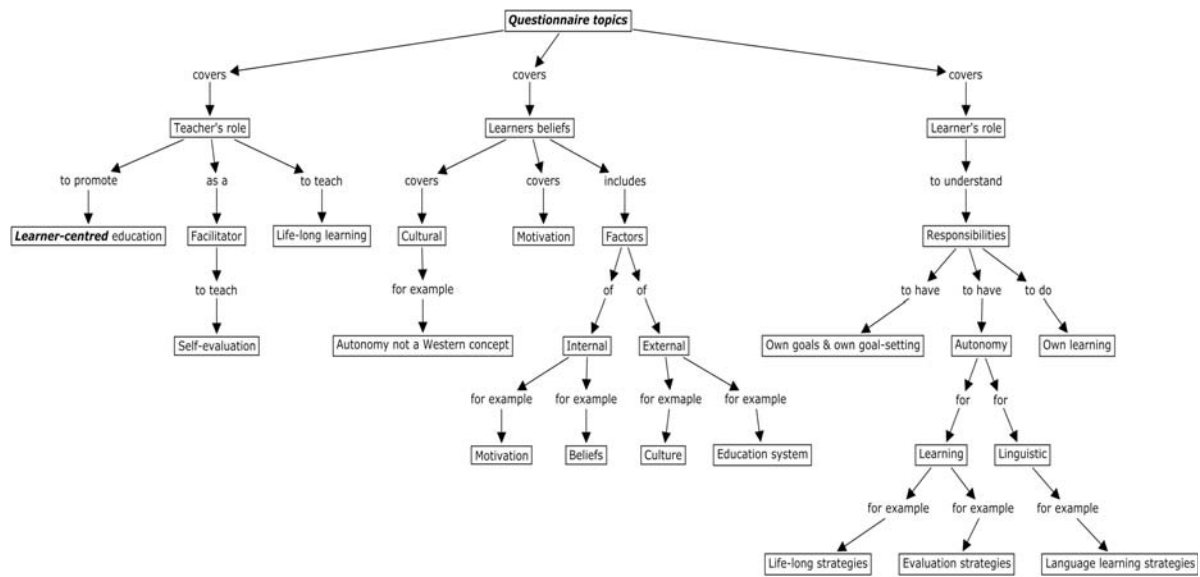 Questionnaire topics
covers covers covers
Teacher's role Learners beliefs Learner's role
to promote as a to teach covers covers includes to understand
Learner-centred education Facilitator Life-long learning Cultural Motivation Factors Responsibilities
to teach for example of of to have to have to do
Self-evaluation Autonomy not a Western concept Internal External Own goals & own goal-setting Autonomy Own learning
for example for example for exmaple for example for for
Motivation Beliefs Culture Education system Learning Linguistic
for example for example for example
Life-long strategies Evaluation strategies Language learning strategies